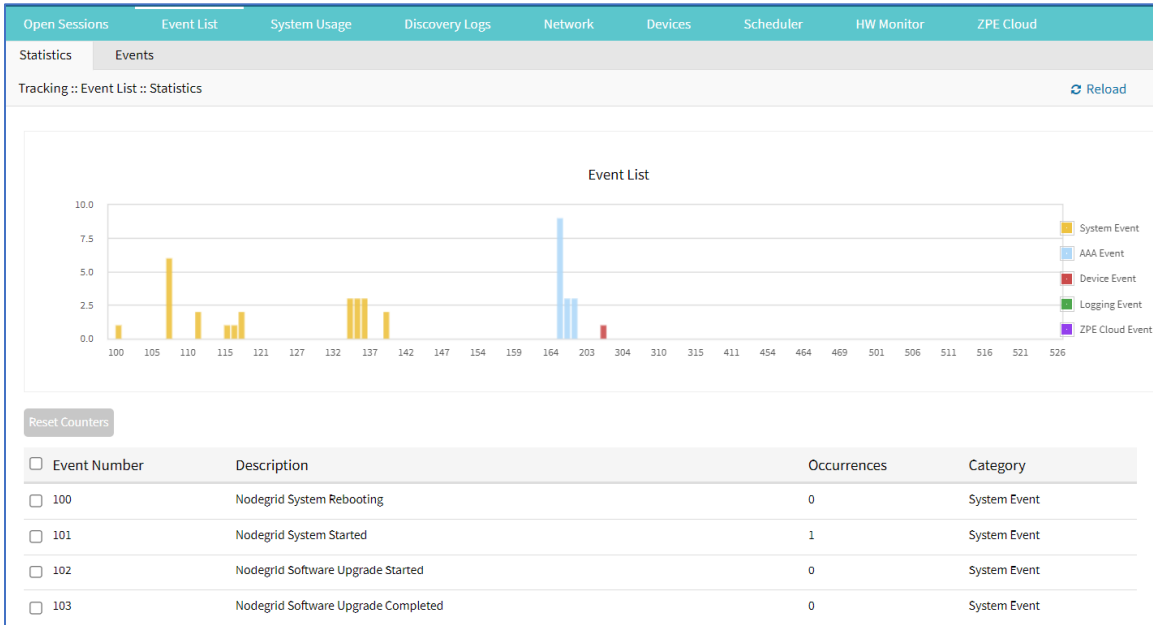 Open Sessions Event List System Usage Discovery Logs Network Devices Scheduler HW Monitor ZPE Cloud
Statistics Events
Tracking :: Event List :: Statistics Reload
Event List
10.0
7.5
5.0
2.5
0.0
100 105 110 115 121 127 132 137 142 147 154 159 164 203 304 310 315 411 454 464 469 501 506 511 516 521 526
System Event
AAA Event
Device Event
Logging Event
ZPE Cloud Event
Reset Counters
Event Number Description Occurrences Category
100 Nodegrid System Rebooting 0 System Event
101 Nodegrid System Started 1 System Event
102 Nodegrid Software Upgrade Started 0 System Event
103 Nodegrid Software Upgrade Completed 0 System Event